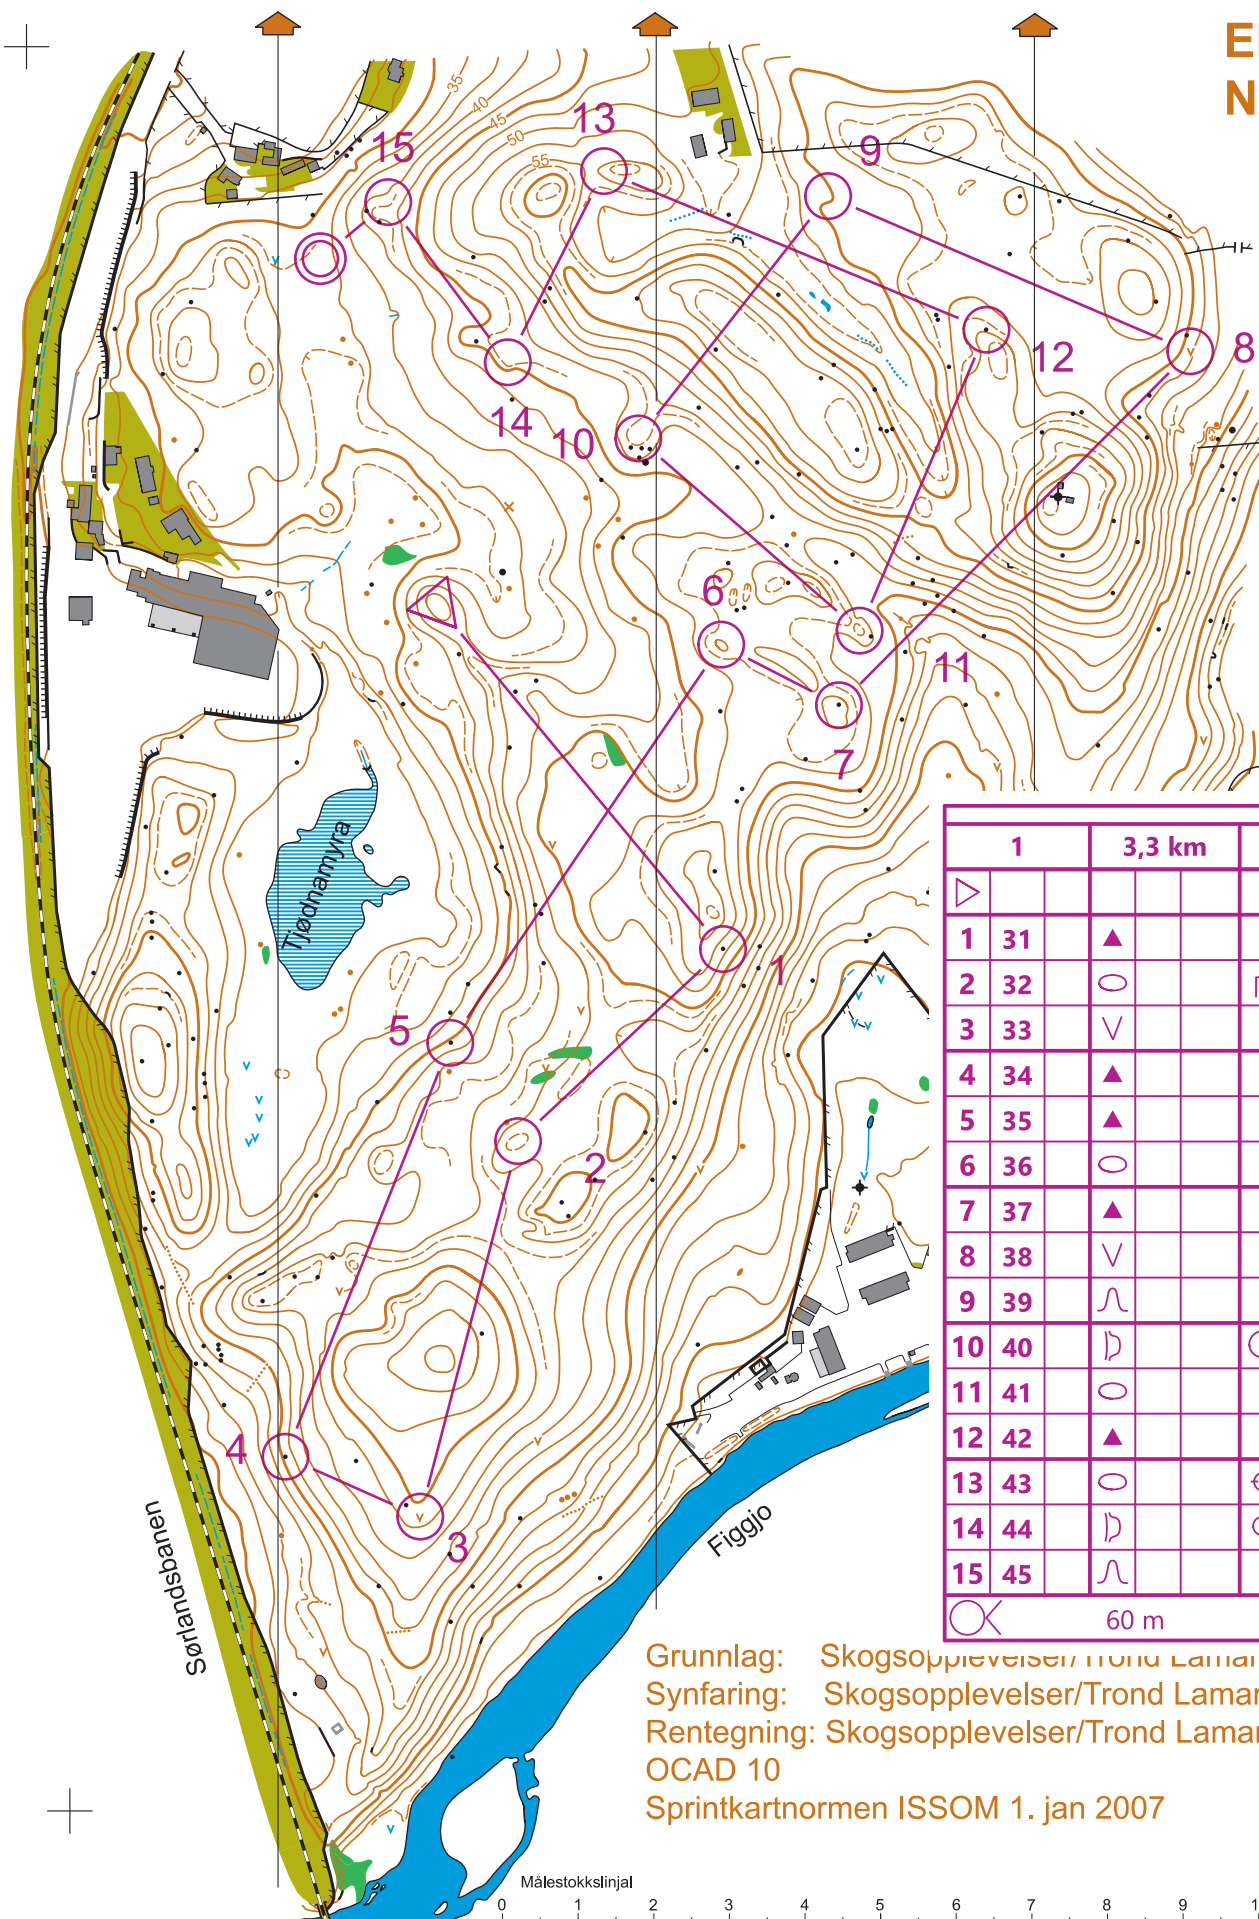 E
N
35
40
45
50
55
13
15
9
8
12
14
10
6
11
7
Tjødnamyra
1
5
2
4
3
Sørlandsbanen
Figgjo
1 3,3 km
1 31
2 32
3 33
4 34
5 35
6 36
7 37
8 38
9 39
10 40
11 41
12 42
13 43
14 44
15 45
60 m
Grunnlag: Skogsopplevelser/Trond Lamar
Synfaring: Skogsopplevelser/Trond Lamar
Rentegning: Skogsopplevelser/Trond Lamar
OCAD 10
Sprintkartnormen ISSOM 1. jan 2007
Målestokkslinjal
0 1 2 3 4 5 6 7 8 9 1